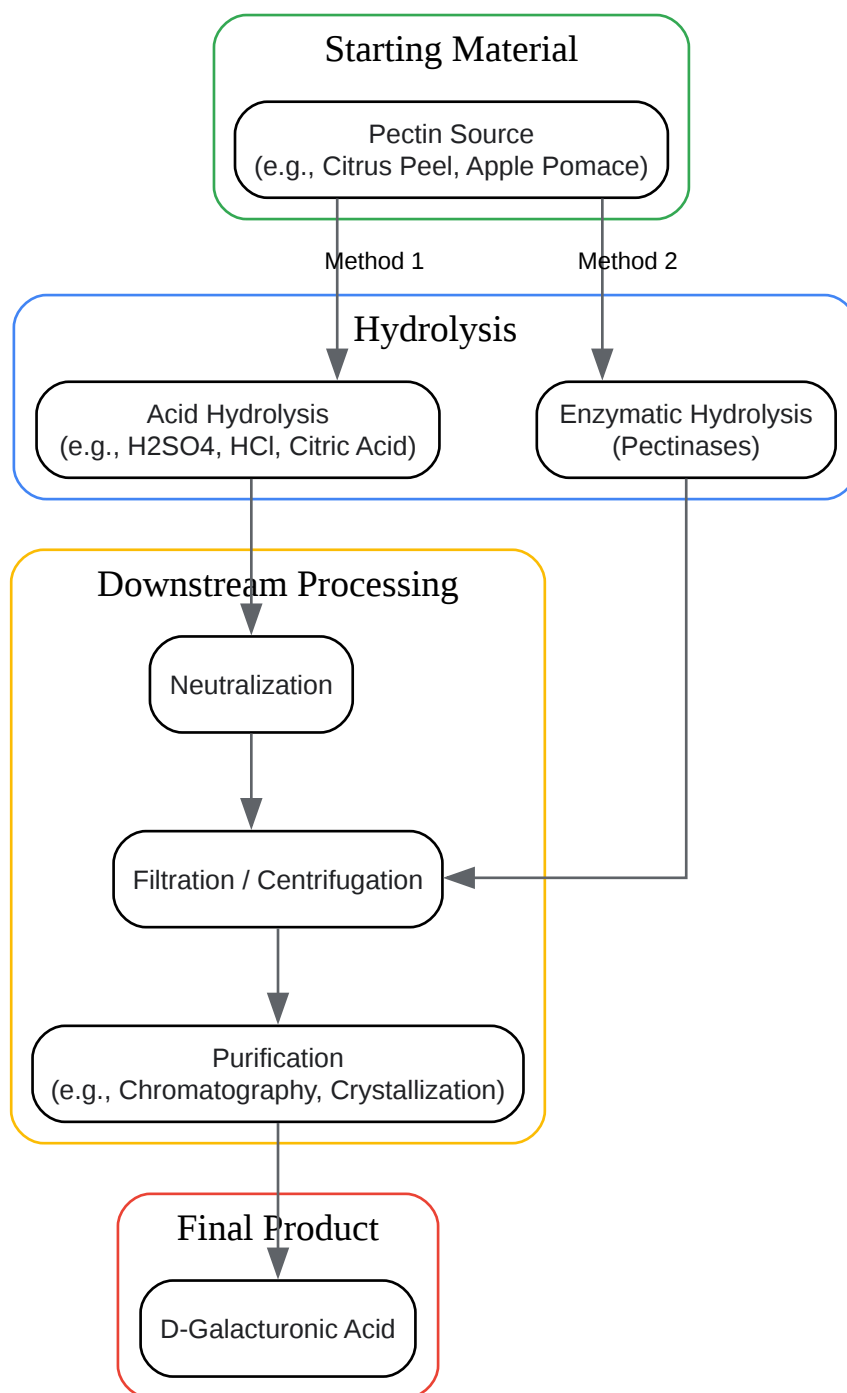 Starting Material
Pectin Source
(e.g., Citrus Peel, Apple Pomace)
Method 1
Method 2
Hydrolysis
Acid Hydrolysis
(e.g., H2SO4, HCl, Citric Acid)
Enzymatic Hydrolysis
(Pectinases)
Downstream Processing
Neutralization
Filtration / Centrifugation
Purification
(e.g., Chromatography, Crystallization)
Final Product
D-Galacturonic Acid